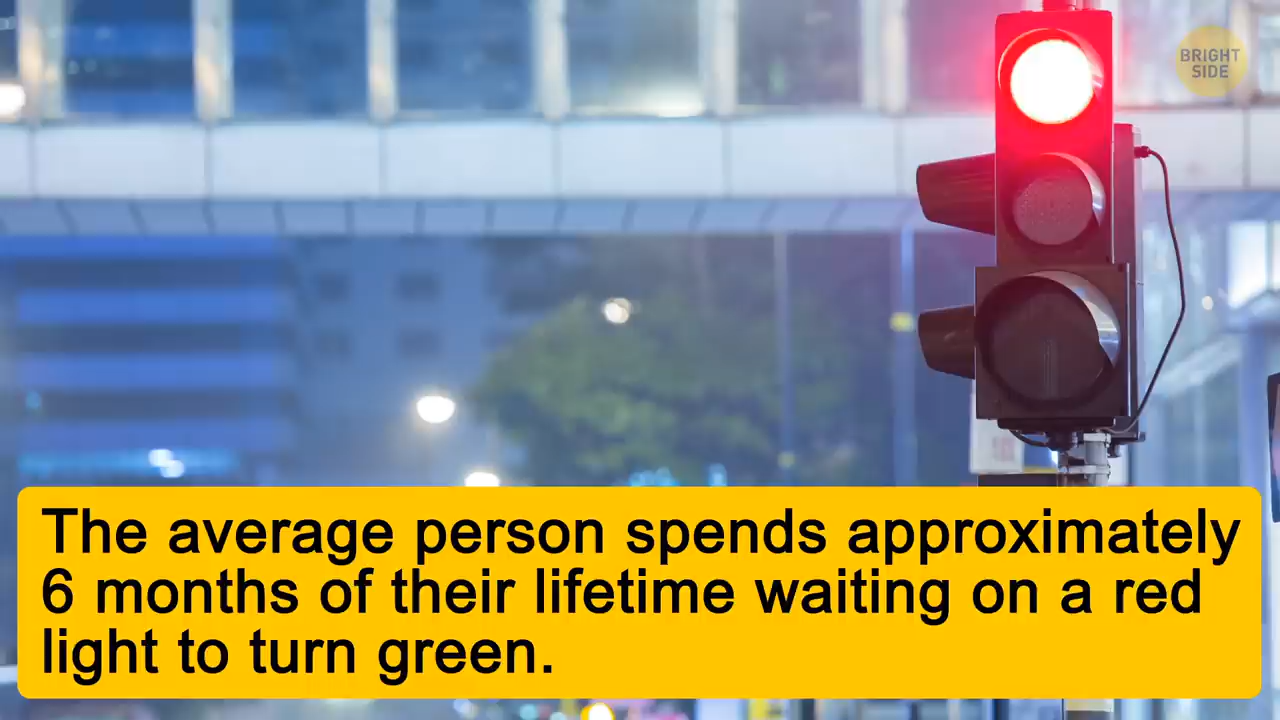 BRIGHT
SIDE
The average person spends approximately
6 months of their lifetime waiting on a red
light to turn green.